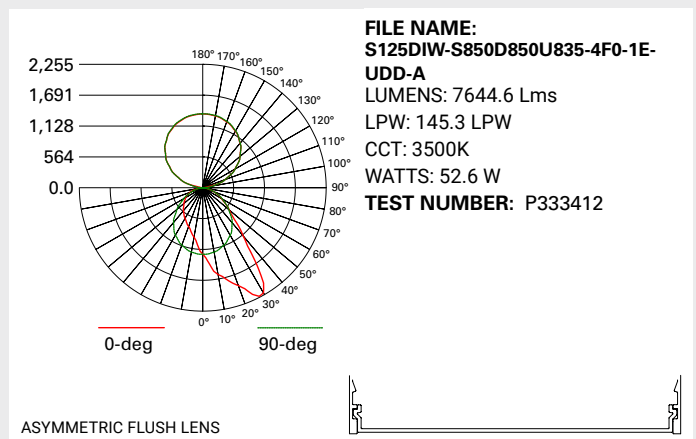 2,255
1,691
1,128
564
0.0
180°
170°
160°
150°
140°
130°
120°
110°
100°
90°
80°
70°
60°
50°
40°
30°
20°
10°
0°
0-deg
90-deg
FILE NAME:
S125DIW-S850D850U835-4F0-1E-
UDD-A
LUMENS: 7644.6 Lms
LPW: 145.3 LPW
CCT: 3500K
WATTS: 52.6 W
TEST NUMBER: P333412
ASYMMETRIC FLUSH LENS